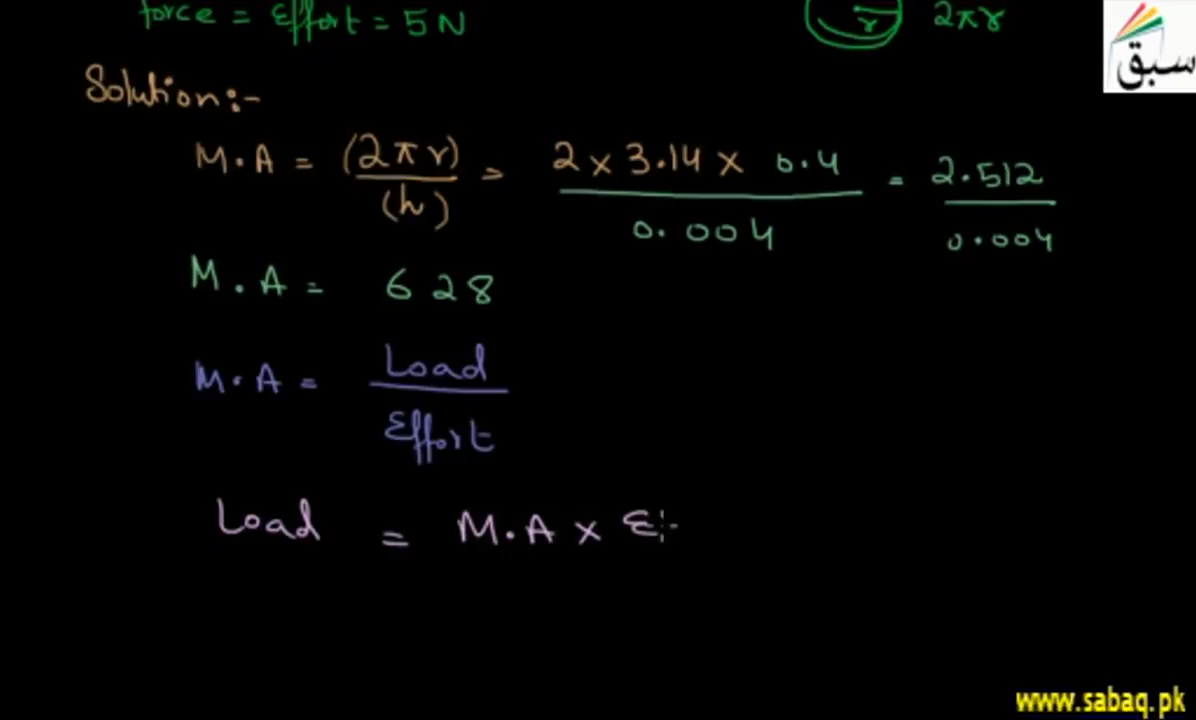 force = Effort = 5N
r 2πr
سبق
Solution:-
M.A = (2πr)/(h) = 2 x 3.14 x 0.4/0.004 = 2.512/0.004
M.A = 628
M.A = Load/Effort
Load = M.A x E
www.sabaq.pk